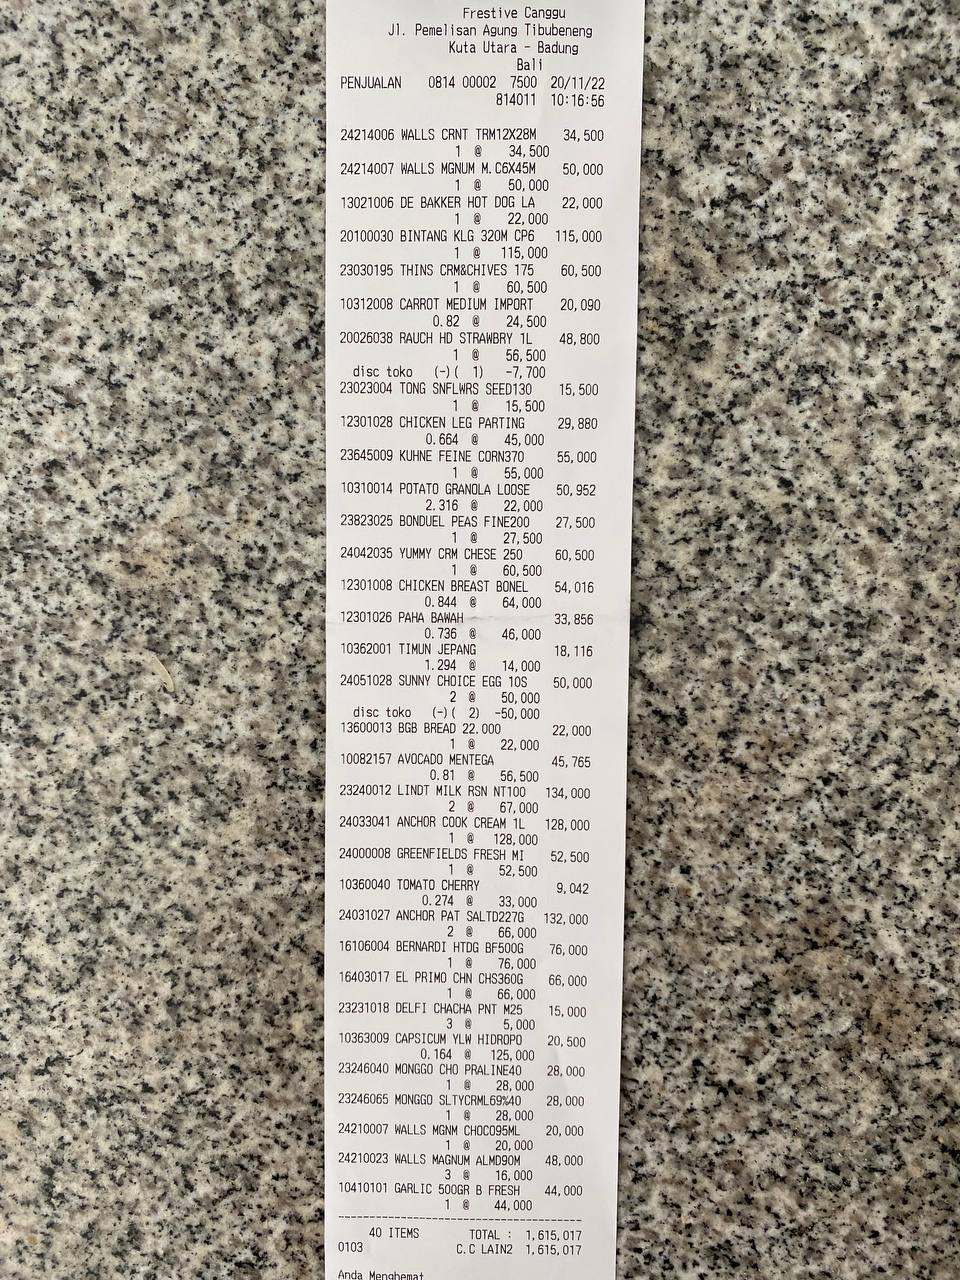 Frestive Canggu
Jl. Pemelisan Agung Tibubeneng
Kuta Utara - Badung
Bali
PENJUALAN 0814 00002 7500 20/11/22
814011 10:16:56
24214006 WALLS CRNT TRM12X28M 34,500
1 @ 34,500
24214007 WALLS MGNUM M.C6X45M 50,000
1 @ 50,000
13021006 DE BAKKER HOT DOG LA 22,000
1 @ 22,000
20100030 BINTANG KLG 320M CP6 115,000
1 @ 115,000
23030195 THINS CRM&CHIVES 175 60,500
1 @ 60,500
10312008 CARROT MEDIUM IMPORT 20,090
0.82 @ 24,500
20026038 RAUCH HD STRAWBRY 1L 48,800
1 @ 56,500
disc toko (-)( 1) -7,700
23023004 TONG SNFLWRS SEED130 15,500
1 @ 15,500
12301028 CHICKEN LEG PARTING 29,880
0.664 @ 45,000
23645009 KUHNE FEINE CORN370 55,000
1 @ 55,000
10310014 POTATO GRANOLA LOOSE 50,952
2.316 @ 22,000
23823025 BONDUEL PEAS FINE200 27,500
1 @ 27,500
24042035 YUMMY CRM CHESE 250 60,500
1 @ 60,500
12301008 CHICKEN BREAST BONEL 54,016
0.844 @ 64,000
12301026 PAHA BAWAH 33,856
0.736 @ 46,000
10362001 TIMUN JEPANG 18,116
1.294 @ 14,000
24051028 SUNNY CHOICE EGG 10S 50,000
2 @ 50,000
disc toko (-)( 2) -50,000
13600013 BGB BREAD 22.000 22,000
1 @ 22,000
10082157 AVOCADO MENTEGA 45,765
0.81 @ 56,500
23240012 LINDT MILK RSN NT100 134,000
2 @ 67,000
24033041 ANCHOR COOK CREAM 1L 128,000
1 @ 128,000
24000008 GREENFIELDS FRESH MI 52,500
1 @ 52,500
10360040 TOMATO CHERRY 9,042
0.274 @ 33,000
24031027 ANCHOR PAT SALTD227G 132,000
2 @ 66,000
16106004 BERNARDI HTDG BF500G 76,000
1 @ 76,000
16403017 EL PRIMO CHN CHS360G 66,000
1 @ 66,000
23231018 DELFI CHACHA PNT M25 15,000
3 @ 5,000
10363009 CAPSICUM YLW HIDROPO 20,500
0.164 @ 125,000
23246040 MONGGO CHO PRALINE40 28,000
1 @ 28,000
23246065 MONGGO SLTYCRML69%40 28,000
1 @ 28,000
24210007 WALLS MGNM CHOCO95ML 20,000
1 @ 20,000
24210023 WALLS MAGNUM ALMD90M 48,000
3 @ 16,000
10410101 GARLIC 500GR B FRESH 44,000
1 @ 44,000
40 ITEMS TOTAL : 1,615,017
0103 C.C LAIN2 1,615,017
Anda Menghemat